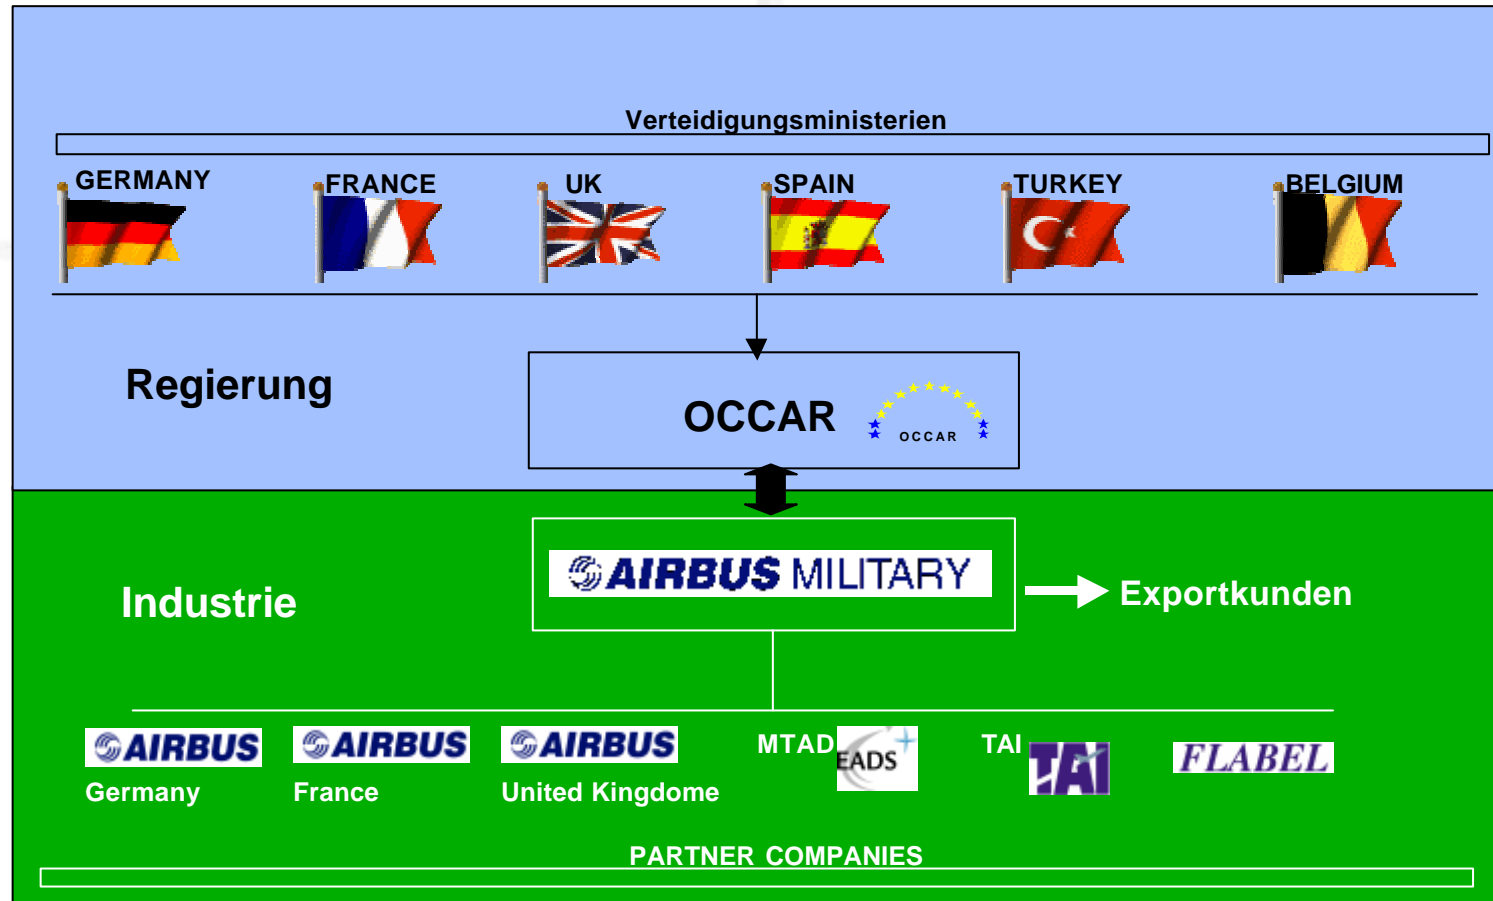 Verteidigungsministerien
GERMANY
FRANCE
UK
SPAIN
TURKEY
BELGIUM
Regierung
OCCAR
OCCAR
AIRBUS MILITARY
Industrie
Exportkunden
AIRBUS
Germany
AIRBUS
France
AIRBUS
United Kingdome
MTAD
EADS
TAI
TAI
FLABEL
PARTNER COMPANIES